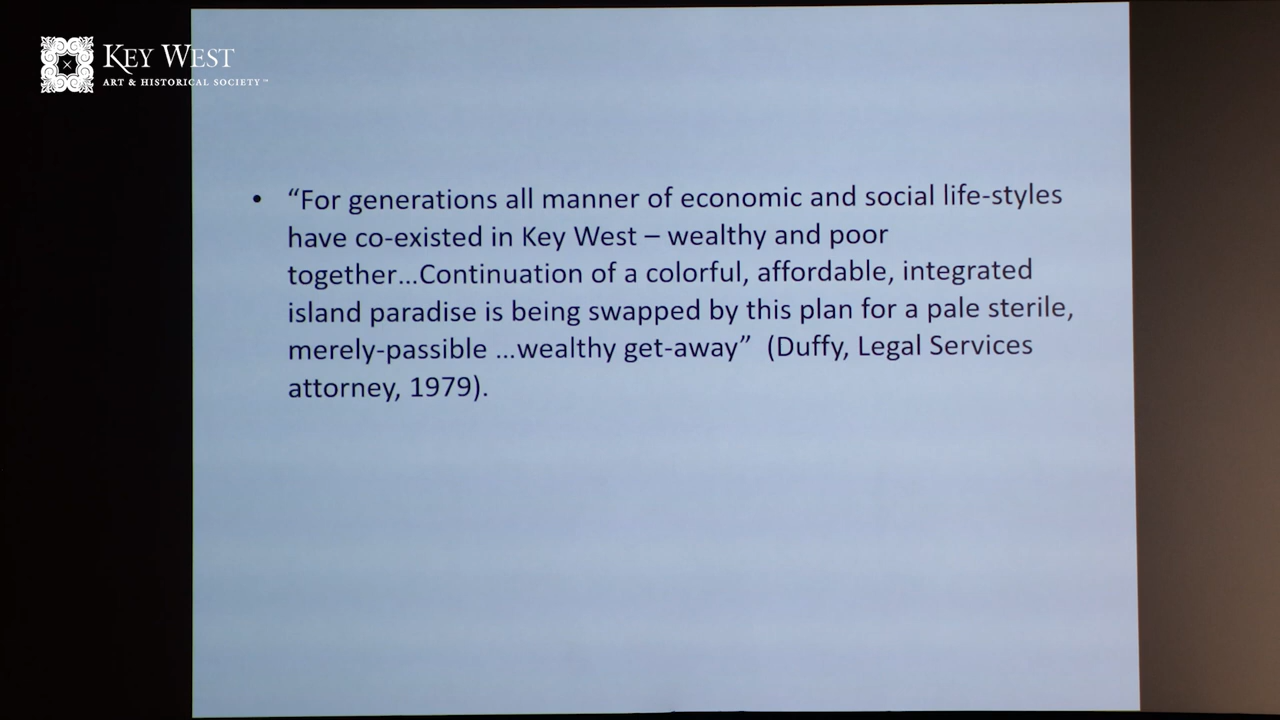 KEY WEST
ART & HISTORICAL SOCIETY™
• “For generations all manner of economic and social life-styles
have co-existed in Key West – wealthy and poor
together...Continuation of a colorful, affordable, integrated
island paradise is being swapped by this plan for a pale sterile,
merely-passible ...wealthy get-away” (Duffy, Legal Services
attorney, 1979).